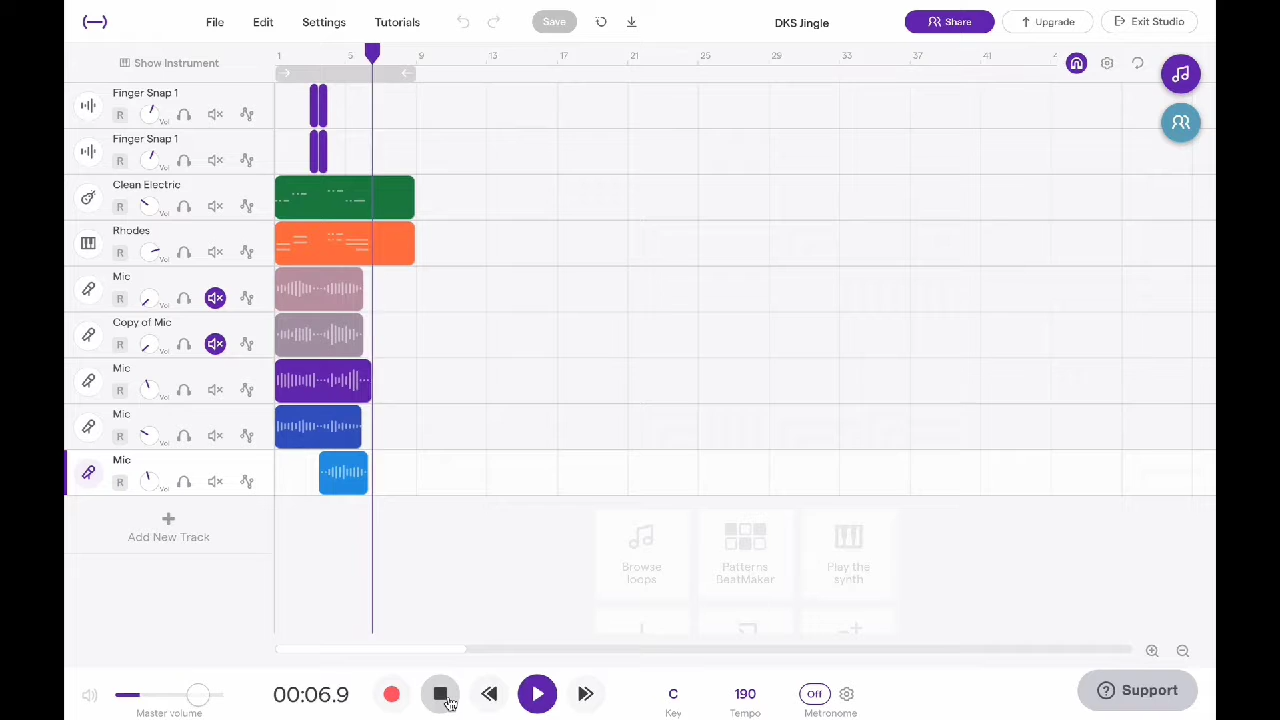 File Edit Settings Tutorials Save DKS Jingle Share Upgrade Exit Studio
Show Instrument 1 5 9 13 17 21 25 29 33 37 41 4
Finger Snap 1
R Vol
Finger Snap 1
R Vol
Clean Electric
R Vol
Rhodes
R Vol
Mic
R Vol
Copy of Mic
R Vol
Mic
R Vol
Mic
R Vol
Mic
R Vol
Add New Track
Browse
loops
Patterns
BeatMaker
Play the
synth
Master volume
00:06.9
C
Key
190
Tempo
Off
Metronome
Support